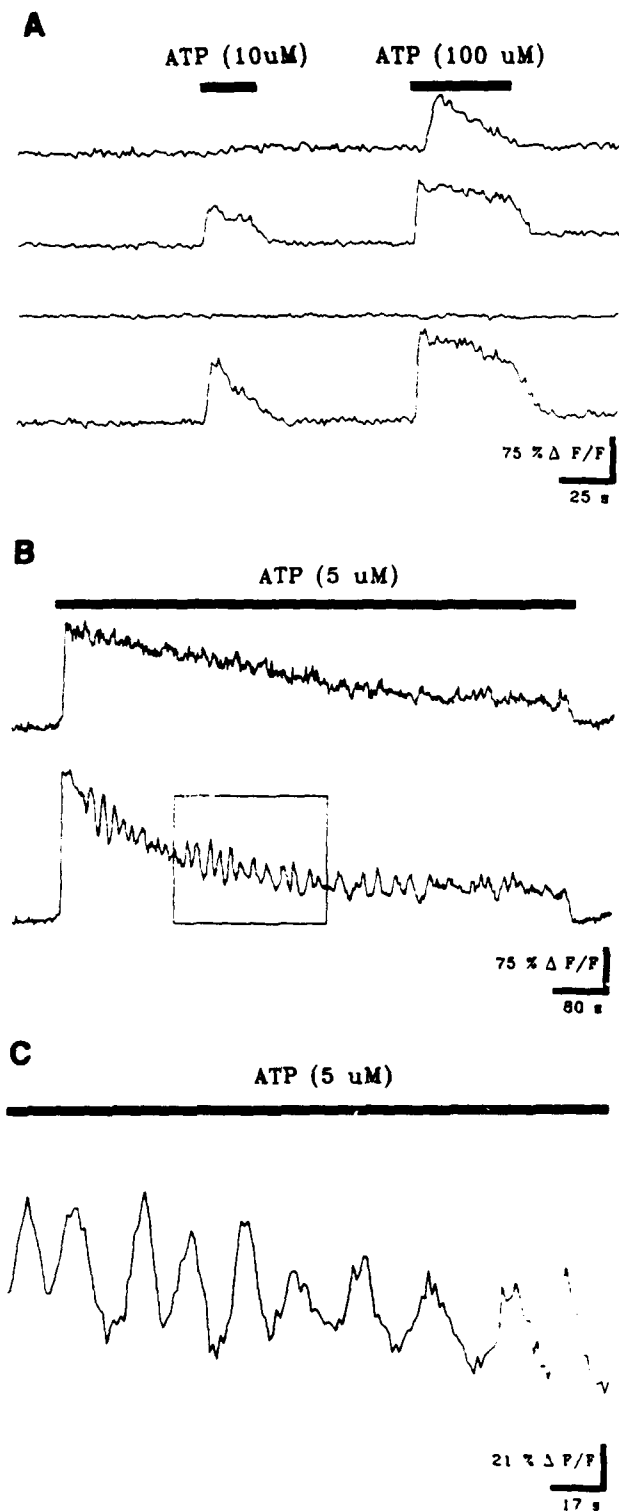 A
ATP (10uM) ATP (100 uM)
75 % Δ F/F
25 s
B
ATP (5 uM)
75 % Δ F/F
80 s
C
ATP (5 uM)
21 % Δ F/F
17 s